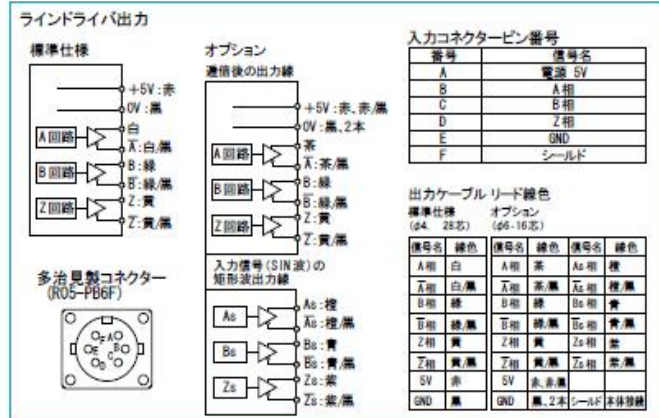 ラインドライバ出力
標準仕様
+5V:赤
0V:黒
白
A回路
A̅:白/黒
B:緑
B回路
B̅:緑/黒
Z:黄
Z回路
Z̅:黄/黒
多治見製コネクター
(R05-PB6F)
A
B
C
D
E
F
オプション
逓倍後の出力線
+5V:赤、赤/黒
0V:黒、2本
茶
A回路
A̅:茶/黒
B:緑
B回路
B̅:緑/黒
Z:黄
Z回路
Z̅:黄/黒
入力信号(SIN波)の
矩形波出力線
As:橙
As
A̅s:橙/黒
Bs:青
Bs
B̅s:青/黒
Zs:紫
Zs
Z̅s:紫/黒
入力コネクターピン番号
番号 信号名
A 電源 5V
B A相
C B相
D Z相
E GND
F シールド
出力ケーブル リード線色
標準仕様 オプション
(φ4. 28芯) (φ6-16芯)
信号名 線色 信号名 線色 信号名 線色
A相 白 A相 茶 As相 橙
A̅相 白/黒 A̅相 茶/黒 A̅s相 橙/黒
B相 緑 B相 緑 Bs相 青
B̅相 緑/黒 B̅相 緑/黒 B̅s相 青/黒
Z相 黄 Z相 黄 Zs相 紫
Z̅相 黄/黒 Z̅相 黄/黒 Z̅s相 紫/黒
5V 赤 5V 赤、赤/黒
GND 黒 GND 黒、2本 シールド 本体接続